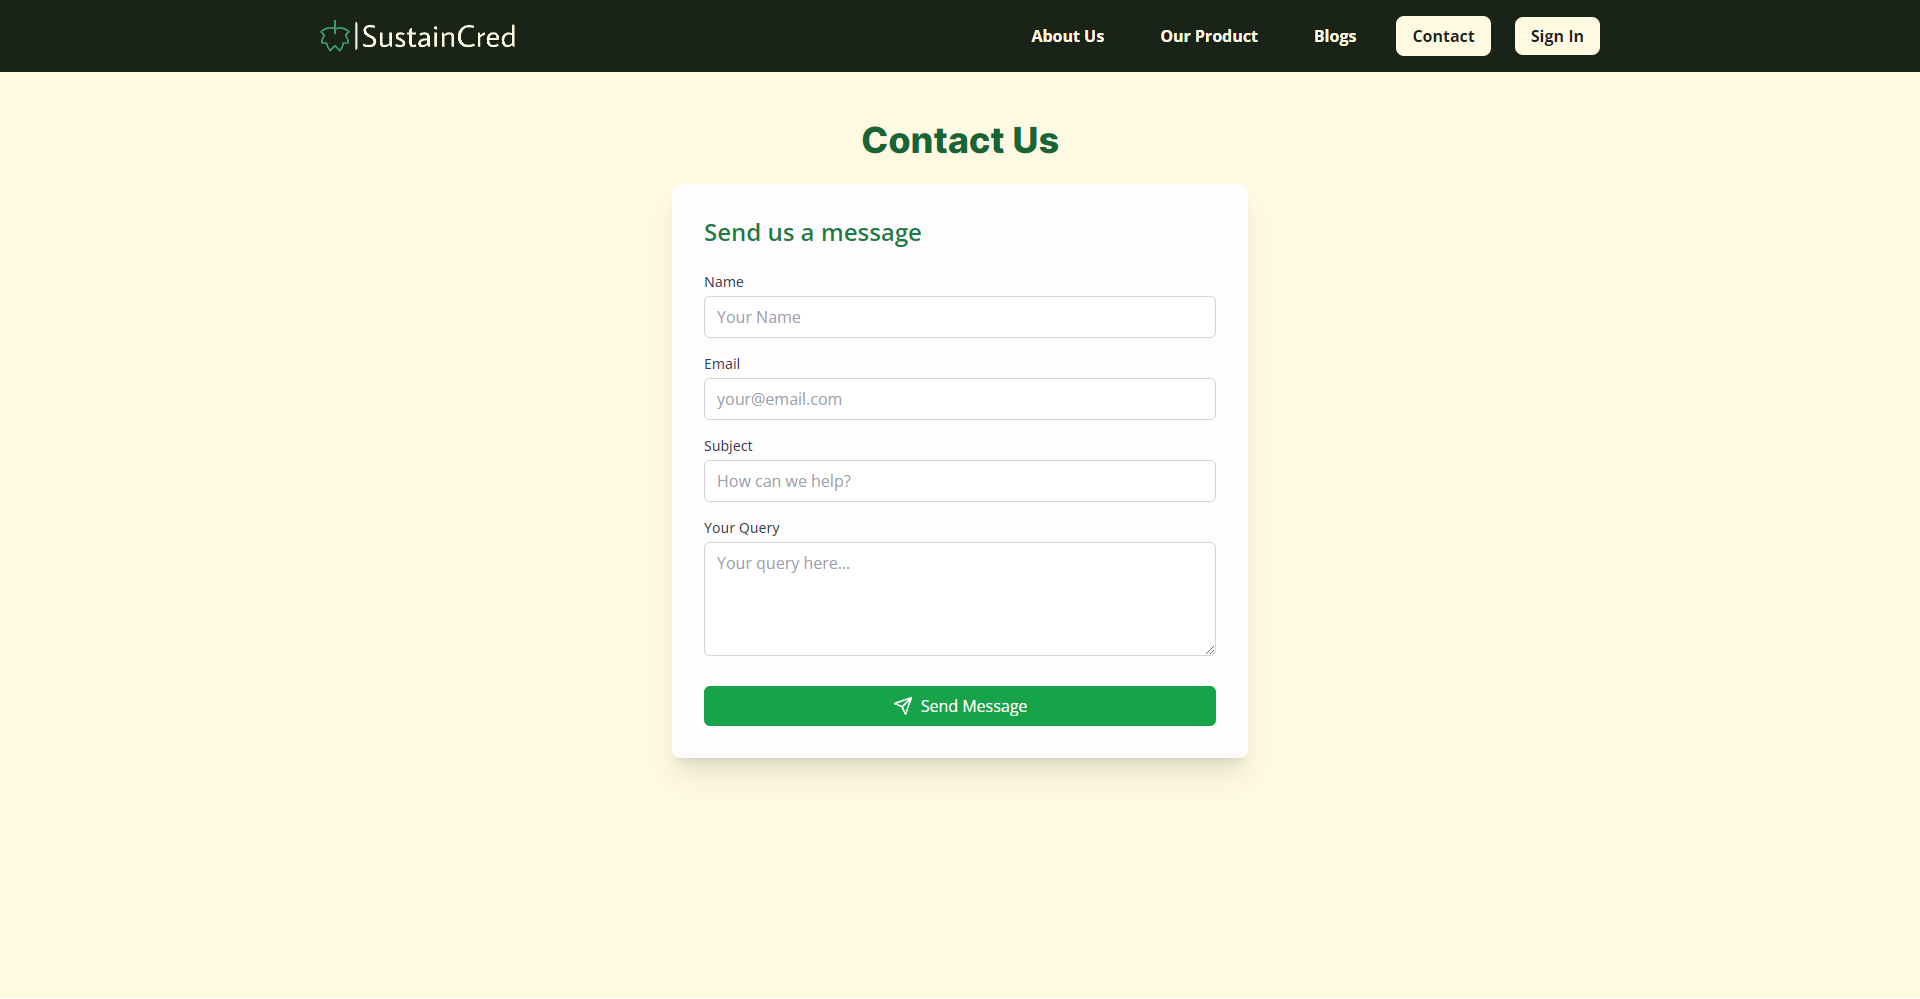 SustainCred
About Us
Our Product
Blogs
Contact
Sign In
Contact Us
Send us a message
Name
Your Name
Email
your@email.com
Subject
How can we help?
Your Query
Your query here...
Send Message